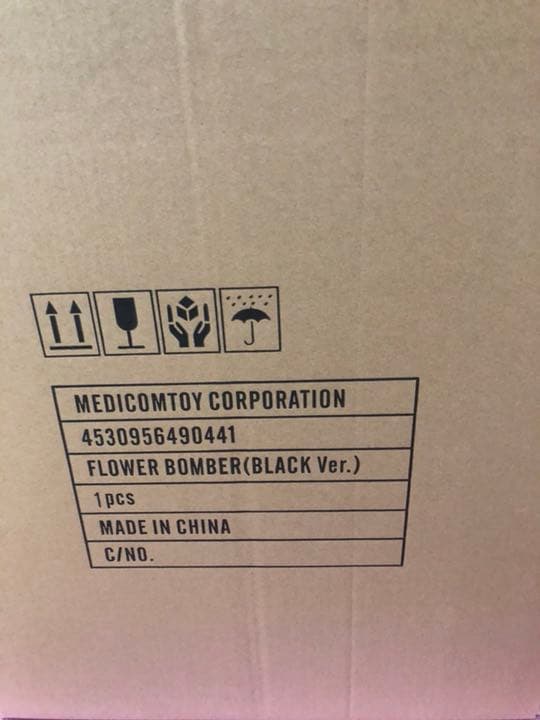 MEDICOMTOY CORPORATION
4530956490441
FLOWER BOMBER(BLACK Ver.)
1pcs
MADE IN CHINA
C/NO.